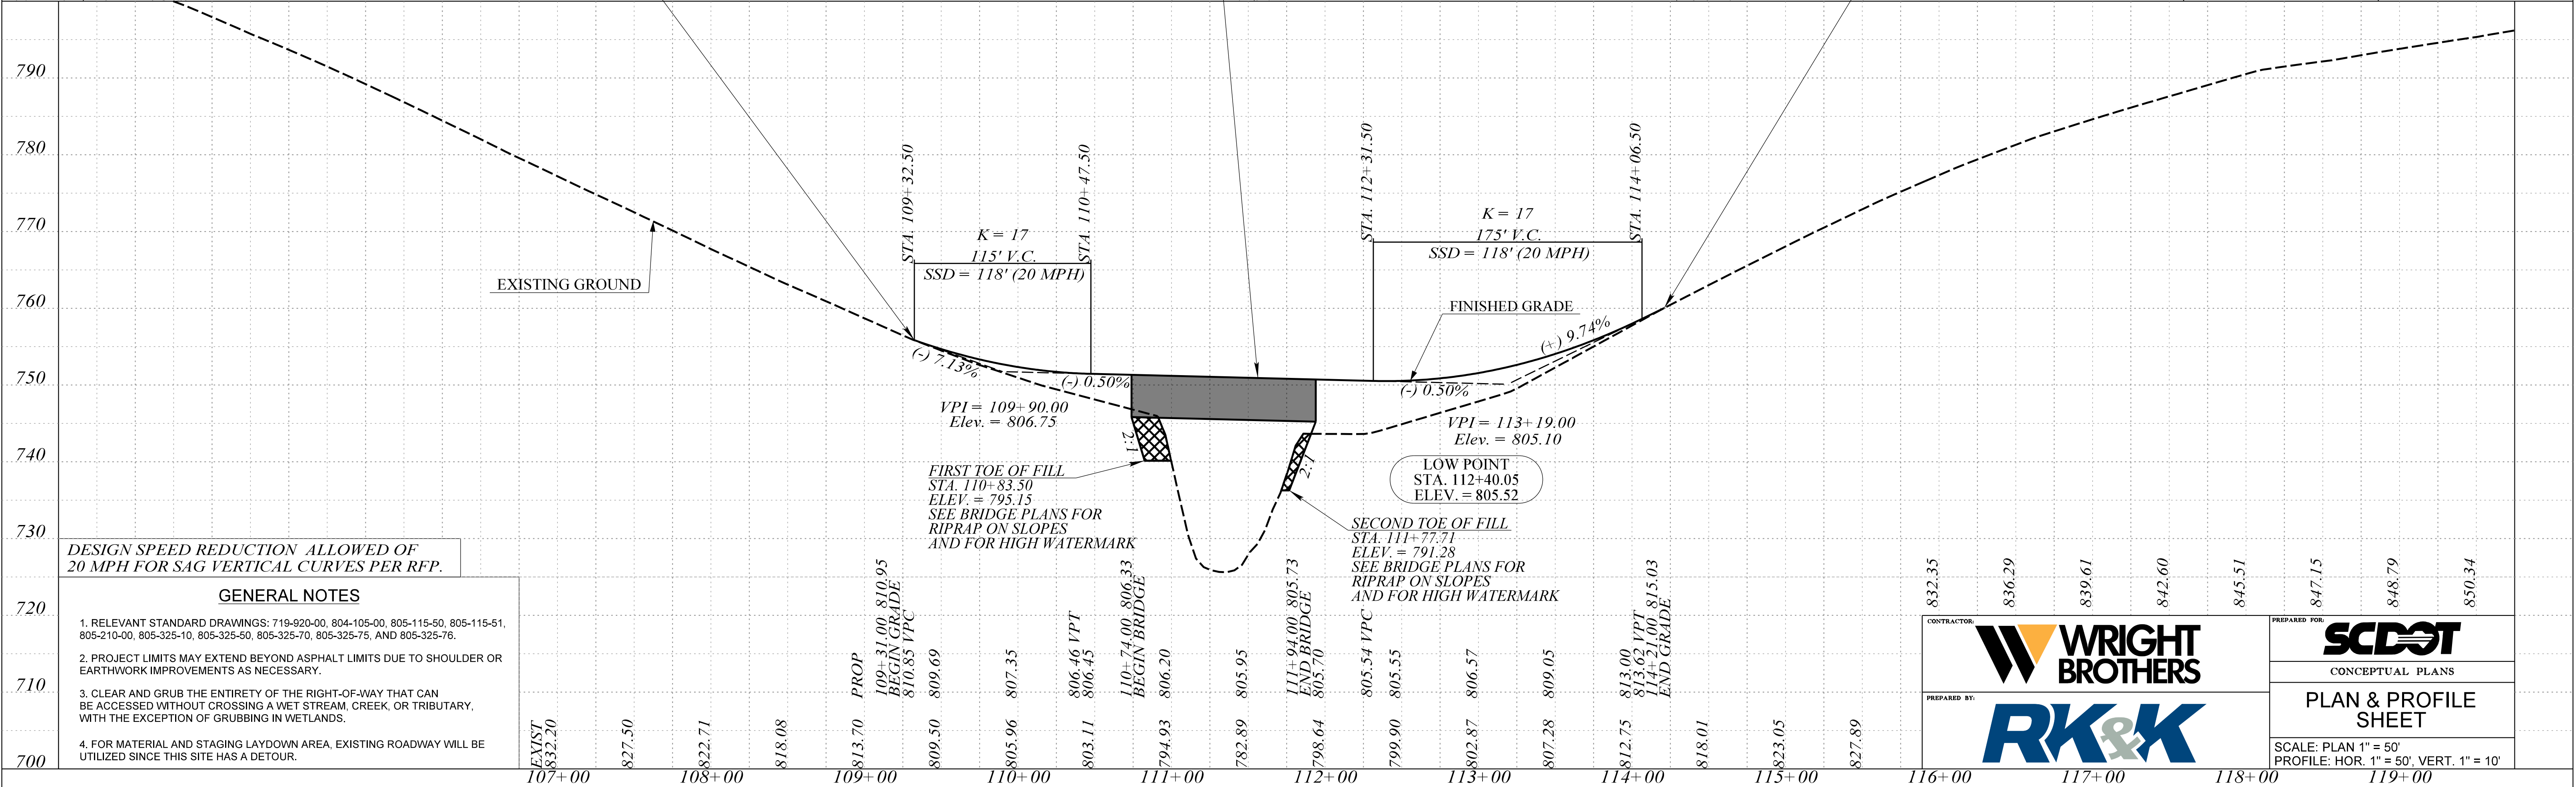 790
780
770
760
750
740
730
720
710
700
EXISTING GROUND
STA. 109+32.50
STA. 110+47.50
K = 17
115' V.C.
SSD = 118' (20 MPH)
STA. 112+31.50
STA. 114+06.50
K = 17
175' V.C.
SSD = 118' (20 MPH)
FINISHED GRADE
(-) 7.13%
(-) 0.50%
(-) 0.50%
(+) 9.74%
VPI = 109+90.00
Elev. = 806.75
VPI = 113+19.00
Elev. = 805.10
2:1
2:1
LOW POINT
STA. 112+40.05
ELEV. = 805.52
FIRST TOE OF FILL
STA. 110+83.50
ELEV. = 795.15
SEE BRIDGE PLANS FOR
RIPRAP ON SLOPES
AND FOR HIGH WATERMARK
SECOND TOE OF FILL
STA. 111+77.71
ELEV. = 791.28
SEE BRIDGE PLANS FOR
RIPRAP ON SLOPES
AND FOR HIGH WATERMARK
DESIGN SPEED REDUCTION ALLOWED OF
20 MPH FOR SAG VERTICAL CURVES PER RFP.
GENERAL NOTES
1. RELEVANT STANDARD DRAWINGS: 719-920-00, 804-105-00, 805-115-50, 805-115-51,
805-210-00, 805-325-10, 805-325-50, 805-325-70, 805-325-75, AND 805-325-76.
2. PROJECT LIMITS MAY EXTEND BEYOND ASPHALT LIMITS DUE TO SHOULDER OR
EARTHWORK IMPROVEMENTS AS NECESSARY.
3. CLEAR AND GRUB THE ENTIRETY OF THE RIGHT-OF-WAY THAT CAN
BE ACCESSED WITHOUT CROSSING A WET STREAM, CREEK, OR TRIBUTARY,
WITH THE EXCEPTION OF GRUBBING IN WETLANDS.
4. FOR MATERIAL AND STAGING LAYDOWN AREA, EXISTING ROADWAY WILL BE
UTILIZED SINCE THIS SITE HAS A DETOUR.
PROP
109+31.00 810.95
BEGIN GRADE
810.85 VPC
809.69
807.35
806.46 VPT
806.45
110+74.00 806.33
BEGIN BRIDGE
806.20
805.95
111+94.00 805.73
END BRIDGE
805.70
805.54 VPC
805.55
806.57
809.05
813.00
813.62 VPT
114+21.00 815.03
END GRADE
EXIST
832.20
827.50
822.71
818.08
813.70
809.50
805.96
803.11
794.93
782.89
798.64
799.90
802.87
807.28
812.75
818.01
823.05
827.89
832.35
836.29
839.61
842.60
845.51
847.15
848.79
850.34
107+00
108+00
109+00
110+00
111+00
112+00
113+00
114+00
115+00
116+00
117+00
118+00
119+00
CONTRACTOR:
WRIGHT
BROTHERS
PREPARED BY:
RK&K
PREPARED FOR:
SCDOT
CONCEPTUAL PLANS
PLAN & PROFILE
SHEET
SCALE: PLAN 1" = 50'
PROFILE: HOR. 1" = 50', VERT. 1" = 10'